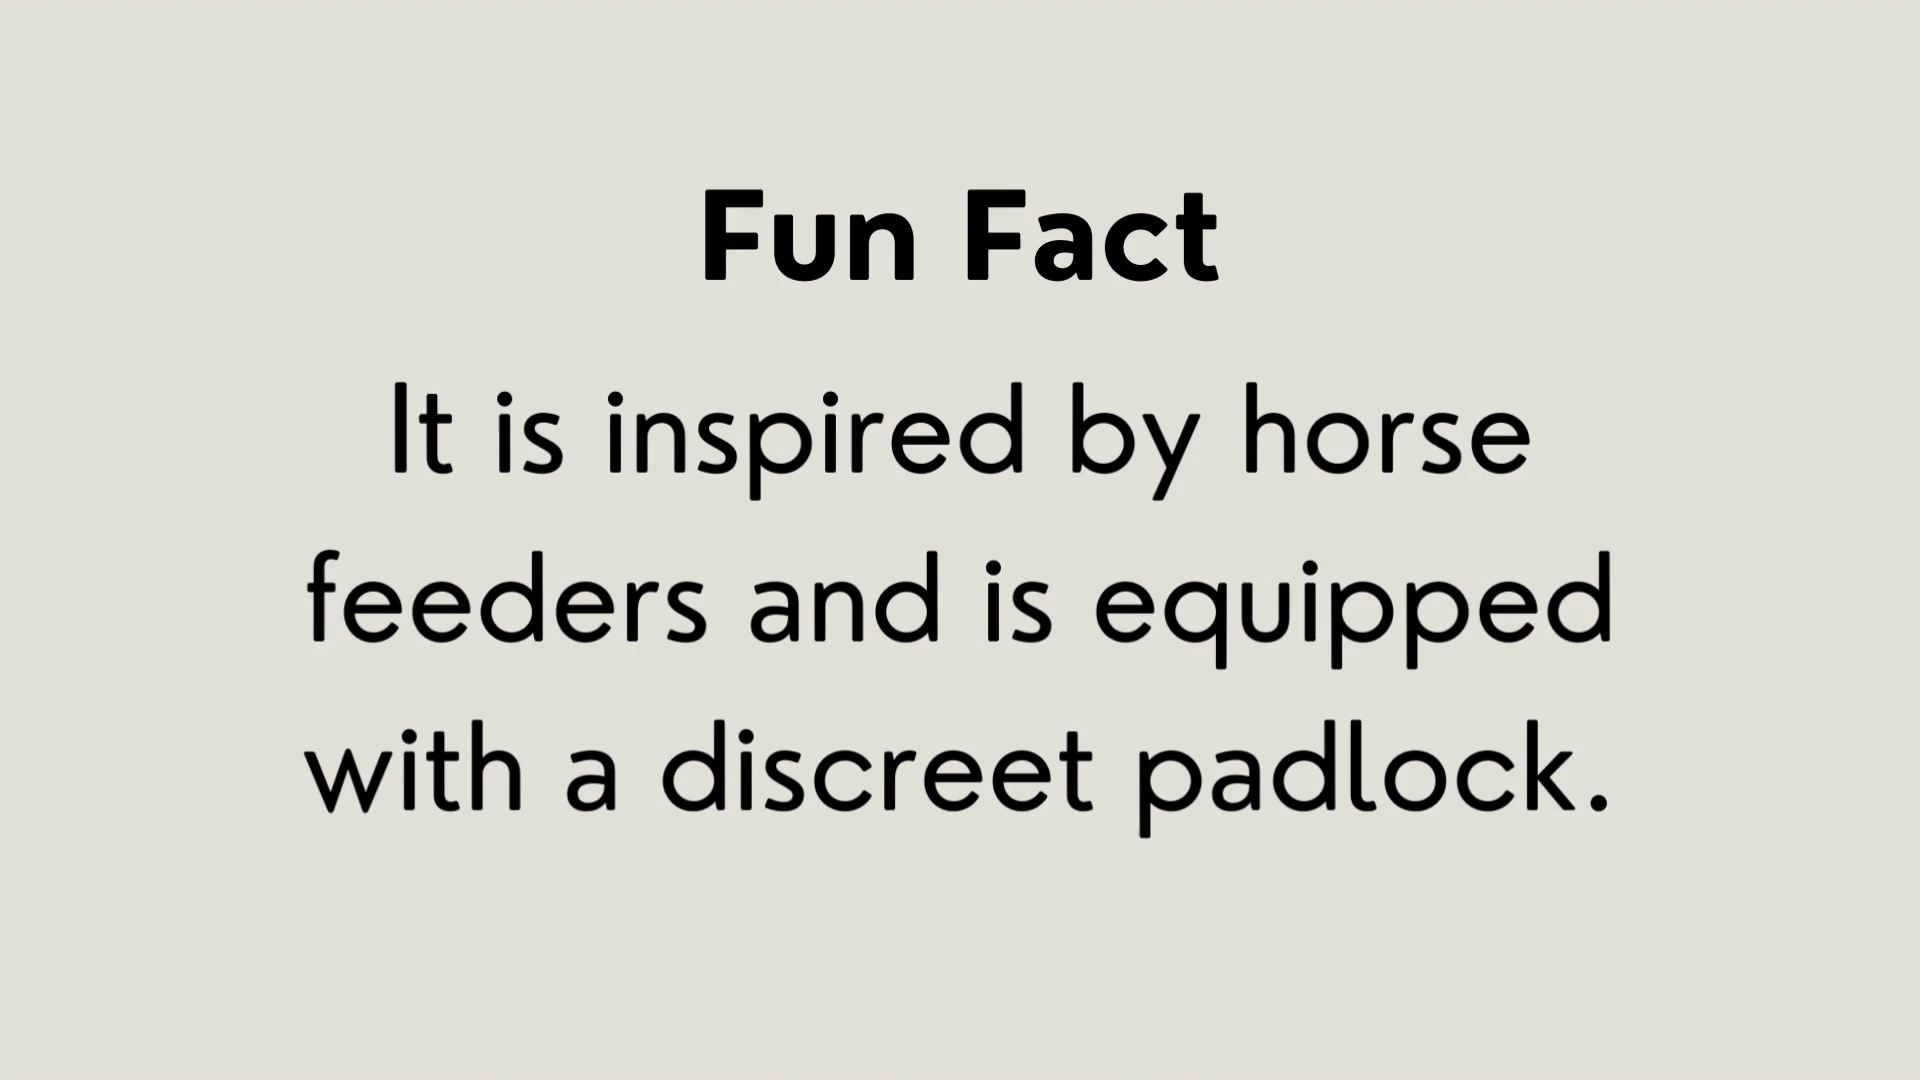 Fun Fact
It is inspired by horse
feeders and is equipped
with a discreet padlock.